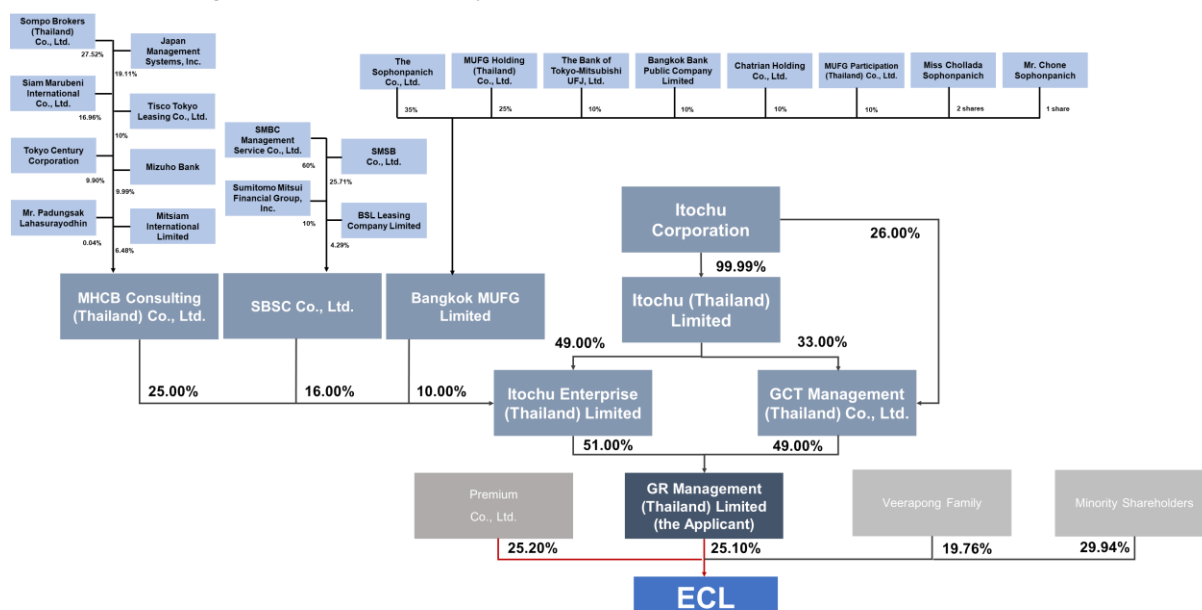 Sompo Brokers
(Thailand)
Co., Ltd.
27.52%
Japan
Management
Systems, Inc.
19.11%
Siam Marubeni
International
Co., Ltd.
16.96%
Tisco Tokyo
Leasing Co., Ltd.
10%
Tokyo Century
Corporation
9.90%
Mizuho Bank
9.99%
Mr. Padungsak
Lahasurayodhin
0.04%
Mitsiam
International
Limited
6.48%
SMBC
Management
Service Co., Ltd.
60%
SMSB
Co., Ltd.
25.71%
Sumitomo Mitsui
Financial Group,
Inc.
10%
BSL Leasing
Company Limited
4.29%
The
Sophonpanich
Co., Ltd.
35%
MUFG Holding
(Thailand)
Co., Ltd.
25%
The Bank of
Tokyo-Mitsubishi
UFJ, Ltd.
10%
Bangkok Bank
Public Company
Limited
10%
Chatrian Holding
Co., Ltd.
10%
MUFG Participation
(Thailand) Co., Ltd.
10%
Miss Chollada
Sophonpanich
2 shares
Mr. Chone
Sophonpanich
1 share
Itochu
Corporation
26.00%
99.99%
MHCB Consulting
(Thailand) Co., Ltd.
SBSC Co., Ltd.
Bangkok MUFG
Limited
Itochu (Thailand)
Limited
49.00%
33.00%
25.00%
16.00%
10.00%
Itochu Enterprise
(Thailand) Limited
GCT Management
(Thailand) Co., Ltd.
51.00%
49.00%
Premium
Co., Ltd.
GR Management
(Thailand) Limited
(the Applicant)
Veerapong Family
Minority Shareholders
25.20%
25.10%
19.76%
29.94%
ECL